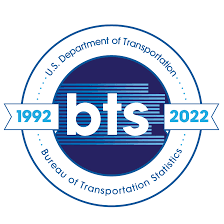 U.S. Department of Transportation
1992 bts 2022
Bureau of Transportation Statistics